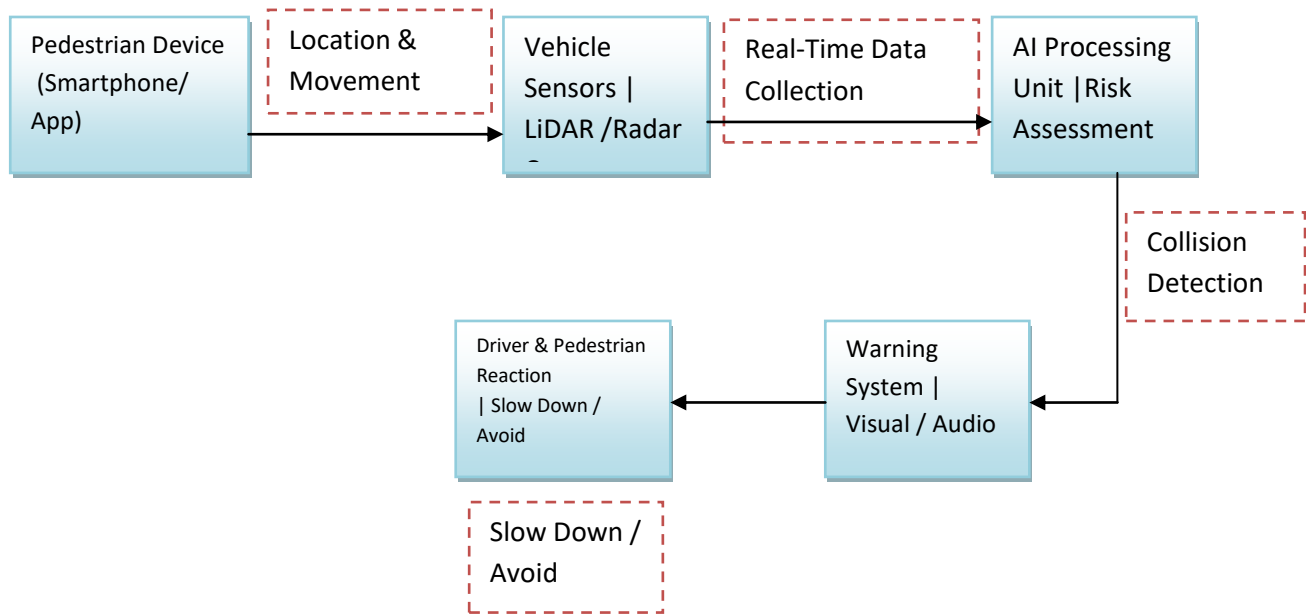 Pedestrian Device
(Smartphone/
App)
Location &
Movement
Vehicle
Sensors |
LiDAR /Radar
Real-Time Data
Collection
AI Processing
Unit |Risk
Assessment
Collision
Detection
Driver & Pedestrian
Reaction
| Slow Down /
Avoid
Warning
System |
Visual / Audio
Slow Down /
Avoid